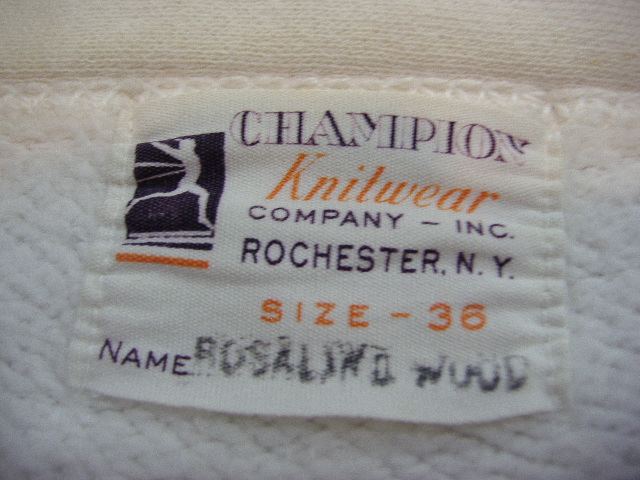 CHAMPION
Knitwear
COMPANY – INC.
ROCHESTER, N.Y.
SIZE - 36
NAME ROSALIND WOOD